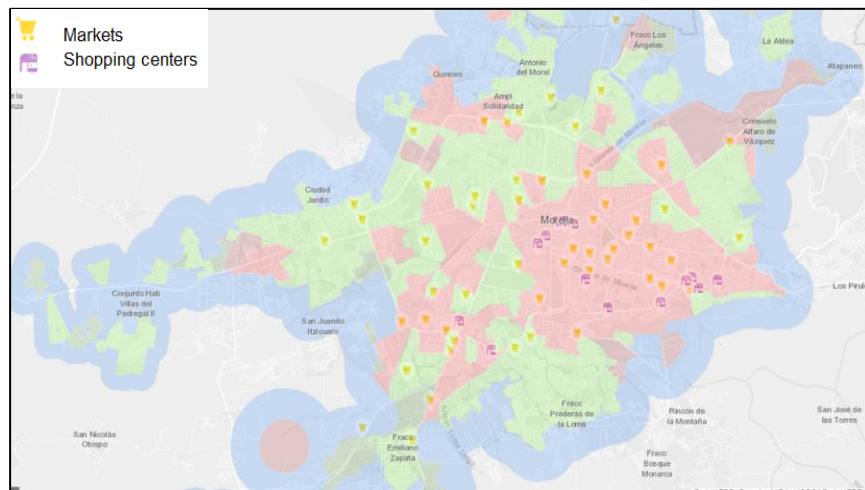 Markets
Shopping centers
Fracc Los
Ángeles
La Aldea
Antonio
del Moral
Quinceo
Atapaneo
Ampl
Solidaridad
Consuelo
Alfaro de
Vázquez
Ciudad
Jardín
Morelia
Los Pirul
Conjunto Hab
Villas del
Pedregal II
San Juanito
Itzicuaro
San Nicolás
Obispo
Fracc
Praderas de
la Loma
Rincón de
la Montaña
San José de
las Torres
Fracc
Emiliano
Zapata
Fracc
Bosque
Monarca